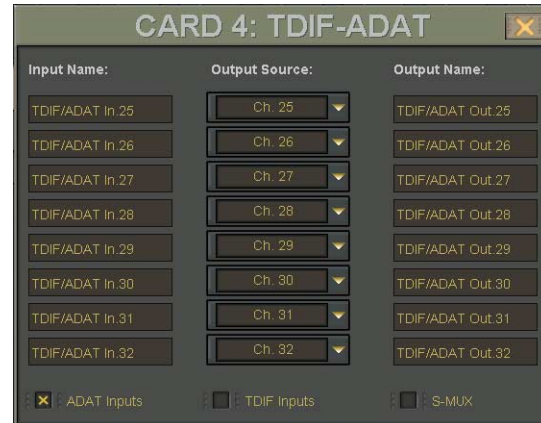 CARD 4: TDIF-ADAT
Input Name: Output Source: Output Name:
TDIF/ADAT In.25 Ch. 25 TDIF/ADAT Out.25
TDIF/ADAT In.26 Ch. 26 TDIF/ADAT Out.26
TDIF/ADAT In.27 Ch. 27 TDIF/ADAT Out.27
TDIF/ADAT In.28 Ch. 28 TDIF/ADAT Out.28
TDIF/ADAT In.29 Ch. 29 TDIF/ADAT Out.29
TDIF/ADAT In.30 Ch. 30 TDIF/ADAT Out.30
TDIF/ADAT In.31 Ch. 31 TDIF/ADAT Out.31
TDIF/ADAT In.32 Ch. 32 TDIF/ADAT Out.32
ADAT Inputs TDIF Inputs S-MUX